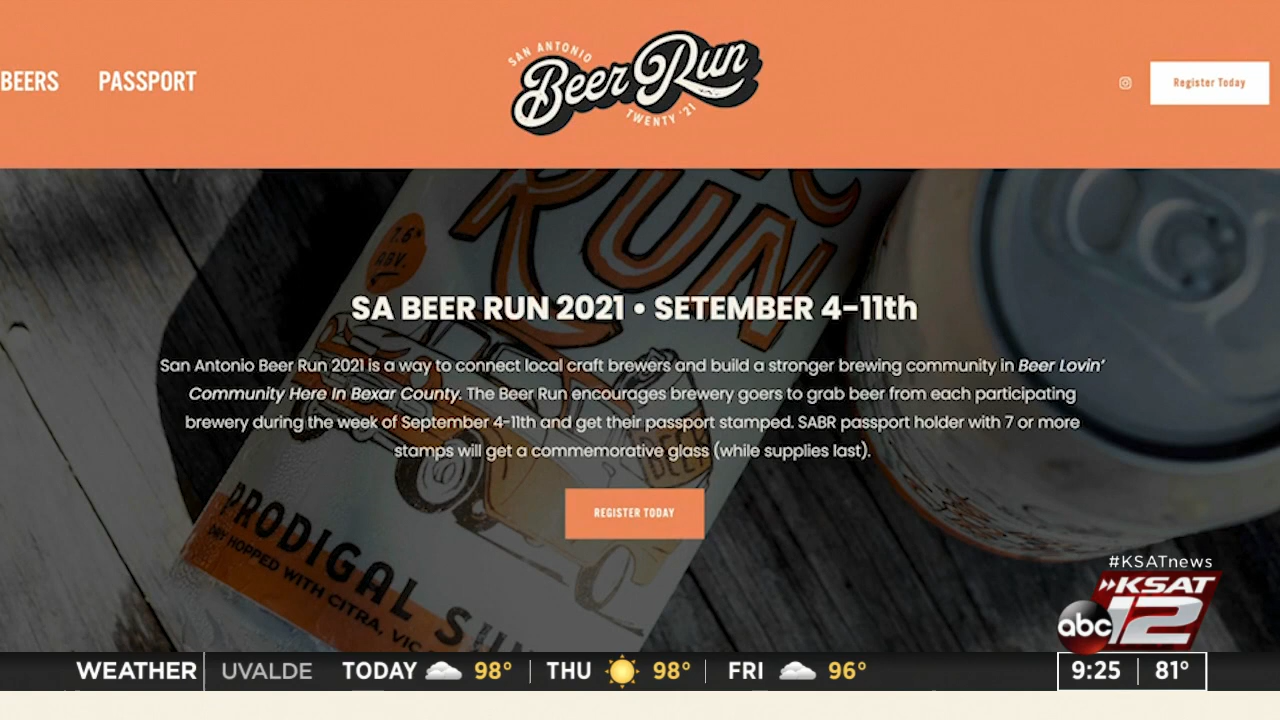 BEERS PASSPORT
SAN ANTONIO
Beer Run
TWENTY '21
Register Today
RUN
7.6%
ABV.
SA BEER RUN 2021 • SETEMBER 4-11th
San Antonio Beer Run 2021 is a way to connect local craft brewers and build a stronger brewing community in Beer Lovin'
Community Here In Bexar County. The Beer Run encourages brewery goers to grab beer from each participating
brewery during the week of September 4-11th and get their passport stamped. SABR passport holder with 7 or more
stamps will get a commemorative glass (while supplies last).
BEER
REGISTER TODAY
PRODIGAL
DRY HOPPED WITH CITRA,
#KSATnews
KSAT
abc 12
WEATHER UVALDE TODAY 98° THU 98° FRI 96° 9:25 81°